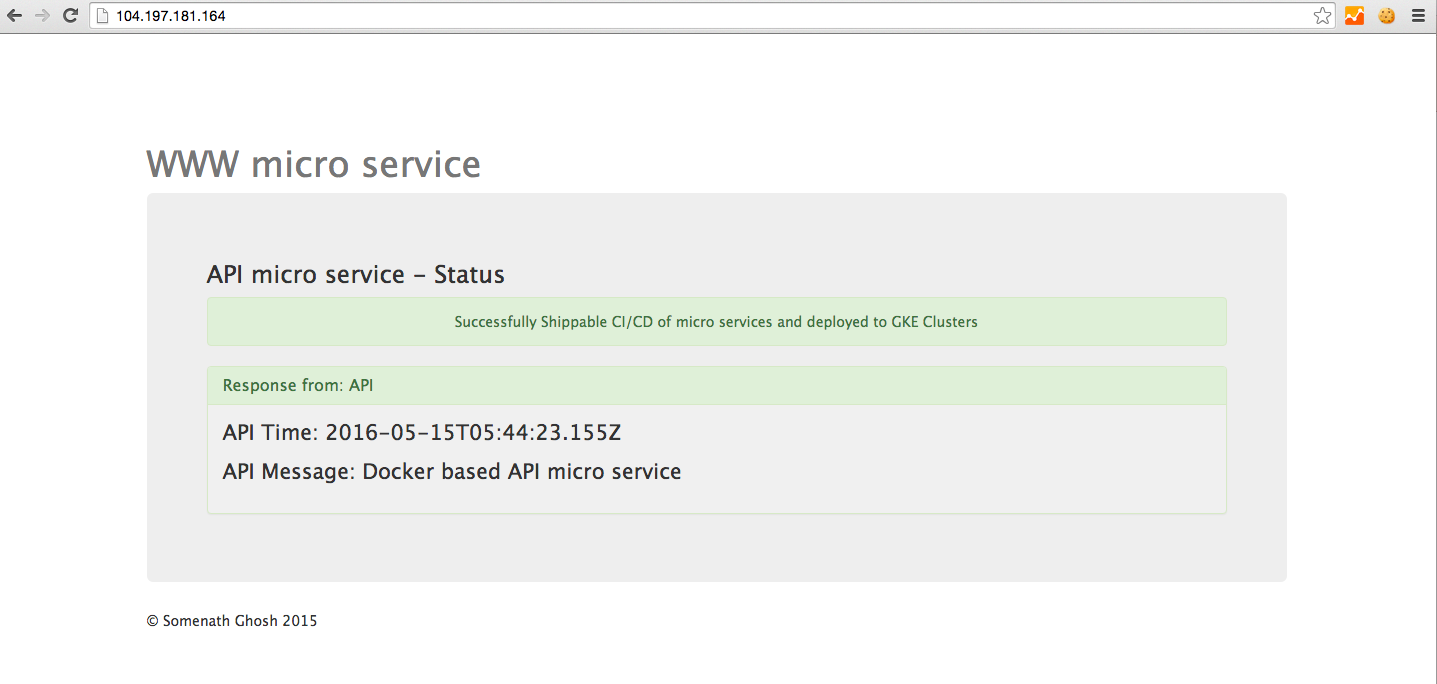 104.197.181.164
WWW micro service
API micro service - Status
Successfully Shippable CI/CD of micro services and deployed to GKE Clusters
Response from: API
API Time: 2016-05-15T05:44:23.155Z
API Message: Docker based API micro service
© Somenath Ghosh 2015